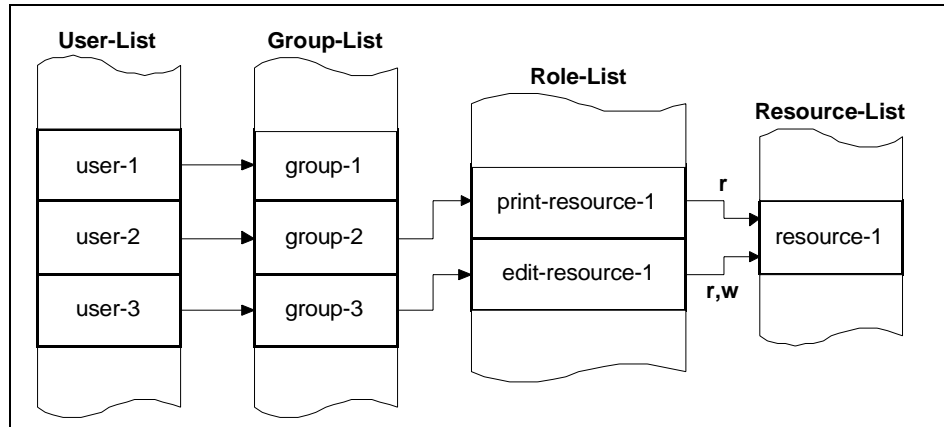 User-List
Group-List
Role-List
Resource-List
user-1
group-1
print-resource-1
r
user-2
group-2
resource-1
edit-resource-1
r,w
user-3
group-3